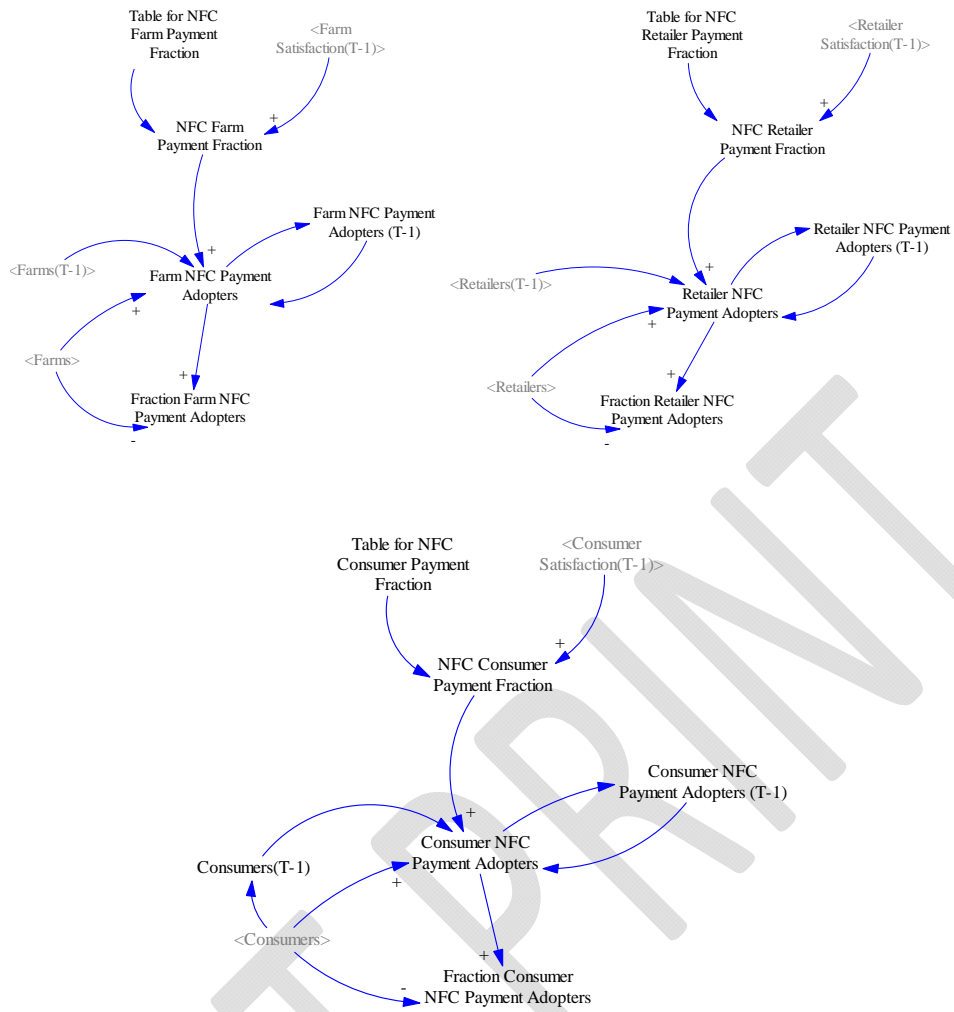 Table for NFC
Farm Payment
Fraction
<Farm
Satisfaction(T-1)>
+
NFC Farm
Payment Fraction
Farm NFC Payment
Adopters (T-1)
<Farms(T-1)>
+
Farm NFC Payment
Adopters
+
<Farms>
+
Fraction Farm NFC
Payment Adopters
-
Table for NFC
Retailer Payment
Fraction
<Retailer
Satisfaction(T-1)>
+
NFC Retailer
Payment Fraction
Retailer NFC Payment
Adopters (T-1)
+
<Retailers(T-1)>
Retailer NFC
Payment Adopters
+
<Retailers>
+
Fraction Retailer NFC
Payment Adopters
-
Table for NFC
Consumer Payment
Fraction
<Consumer
Satisfaction(T-1)>
+
NFC Consumer
Payment Fraction
Consumer NFC
Payment Adopters (T-1)
+
Consumer NFC
Payment Adopters
Consumers(T-1)
+
<Consumers>
+
Fraction Consumer
NFC Payment Adopters
-
T PRINT